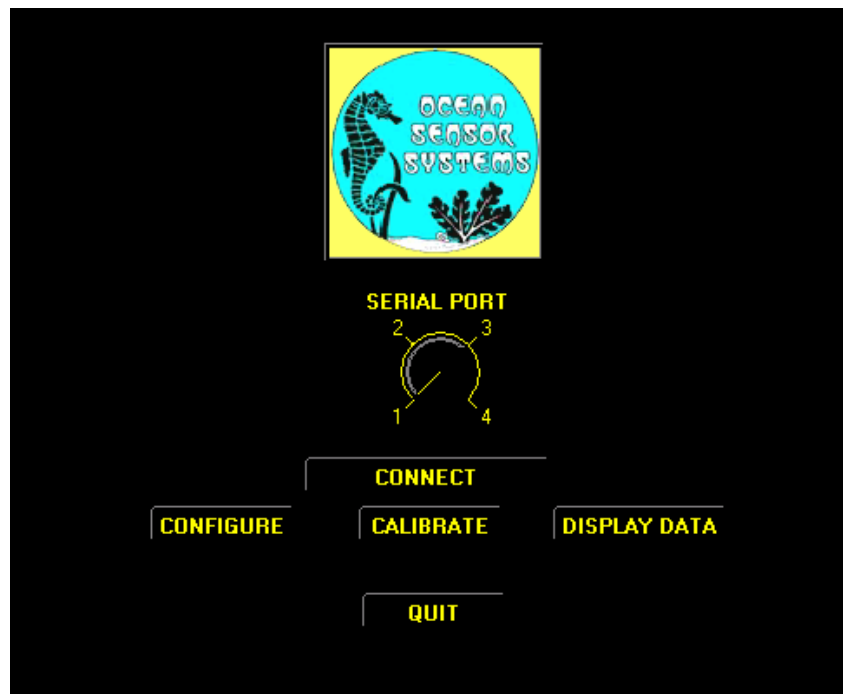 OCEAN
SENSOR
SYSTEMS
SERIAL PORT
2 3
1 4
CONNECT
CONFIGURE CALIBRATE DISPLAY DATA
QUIT